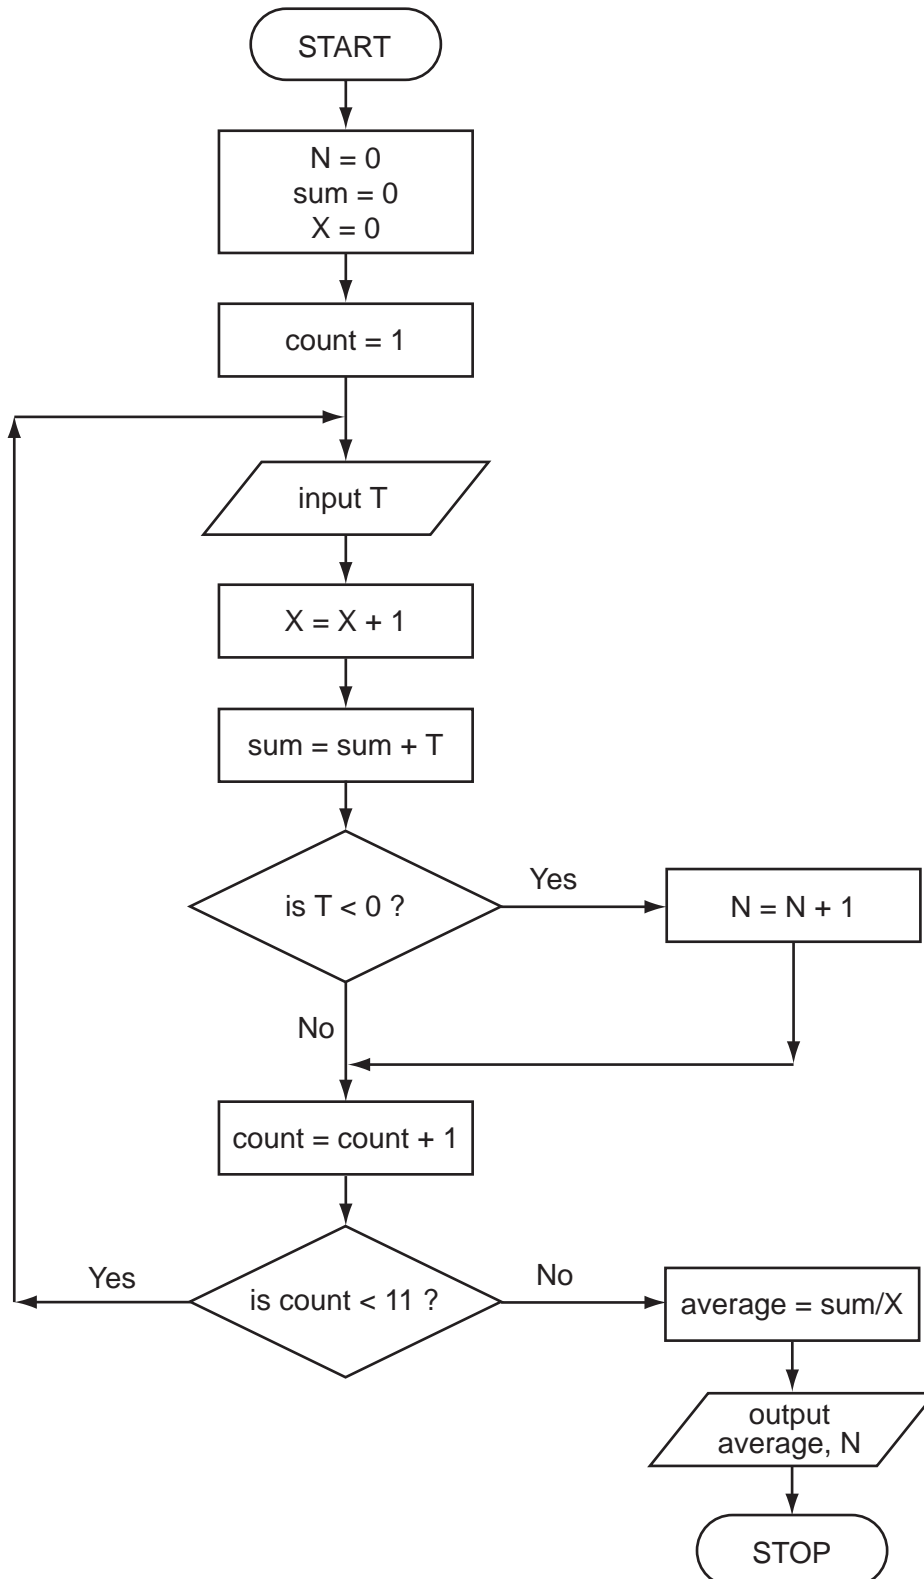 START
N = 0
sum = 0
X = 0
count = 1
input T
X = X + 1
sum = sum + T
is T < 0 ?
Yes
N = N + 1
No
count = count + 1
is count < 11 ?
Yes
No
average = sum/X
output
average, N
STOP